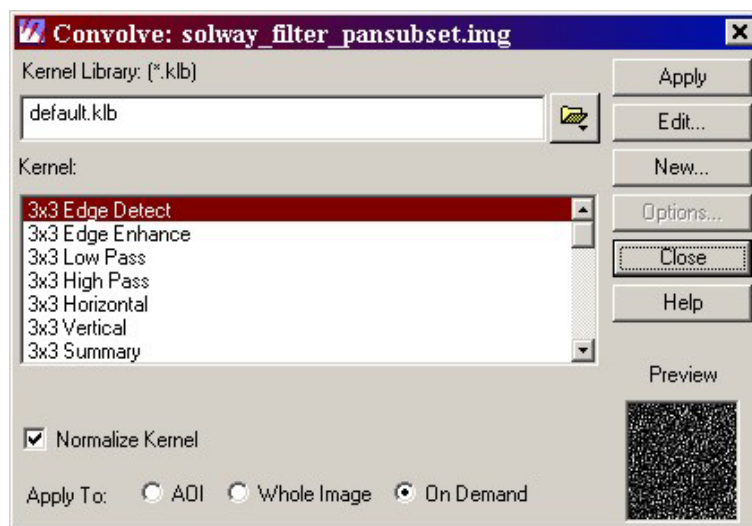 Convolve: solway_filter_pansubset.img
Kernel Library: (*.klb)
default.klb
Kernel:
3x3 Edge Detect
3x3 Edge Enhance
3x3 Low Pass
3x3 High Pass
3x3 Horizontal
3x3 Vertical
3x3 Summary
Normalize Kernel
Apply To: AOI Whole Image On Demand
Apply
Edit...
New...
Options...
Close
Help
Preview